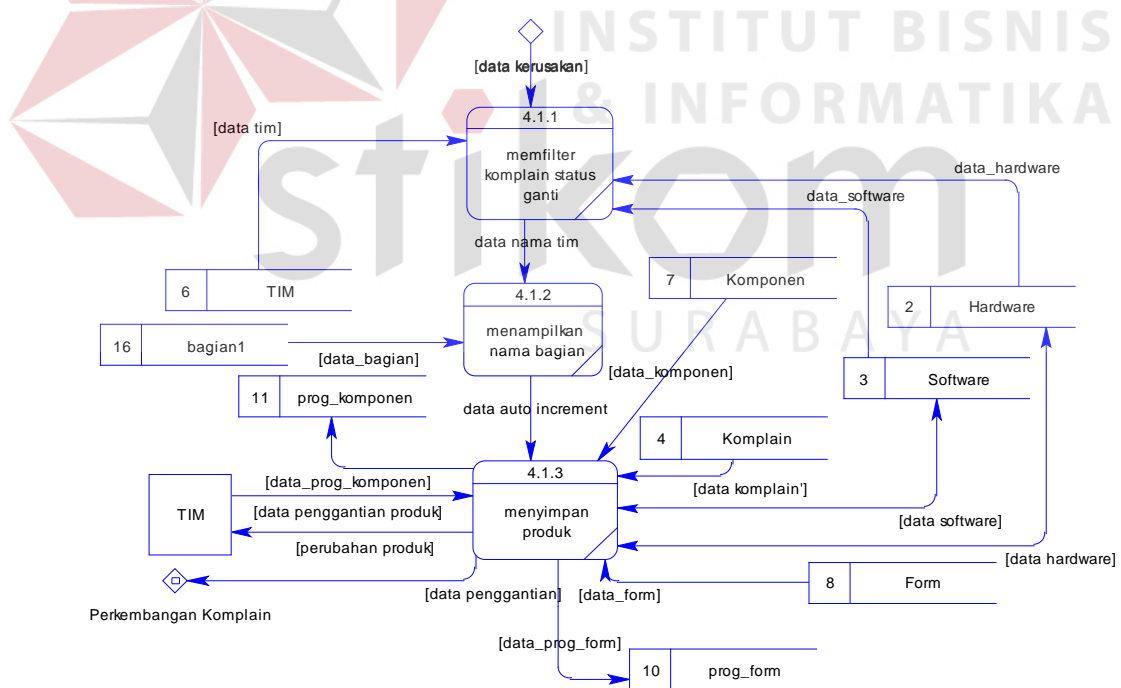 INSTITUT BISNIS
& INFORMATIKA
stikom
SURABAYA
[data kerusakan]
4.1.1
memfilter
komplain status
ganti
[data tim]
data_hardware
data_software
data nama tim
6 TIM
7 Komponen
2 Hardware
4.1.2
menampilkan
nama bagian
16 bagian1
[data_bagian]
[data_komponen]
3 Software
11 prog_komponen
data auto increment
4 Komplain
4.1.3
menyimpan
produk
[data_prog_komponen]
[data komplain']
TIM
[data penggantian produk]
[data software]
[perubahan produk]
[data hardware]
8 Form
[data penggantian]
[data_form]
Perkembangan Komplain
[data_prog_form]
10 prog_form